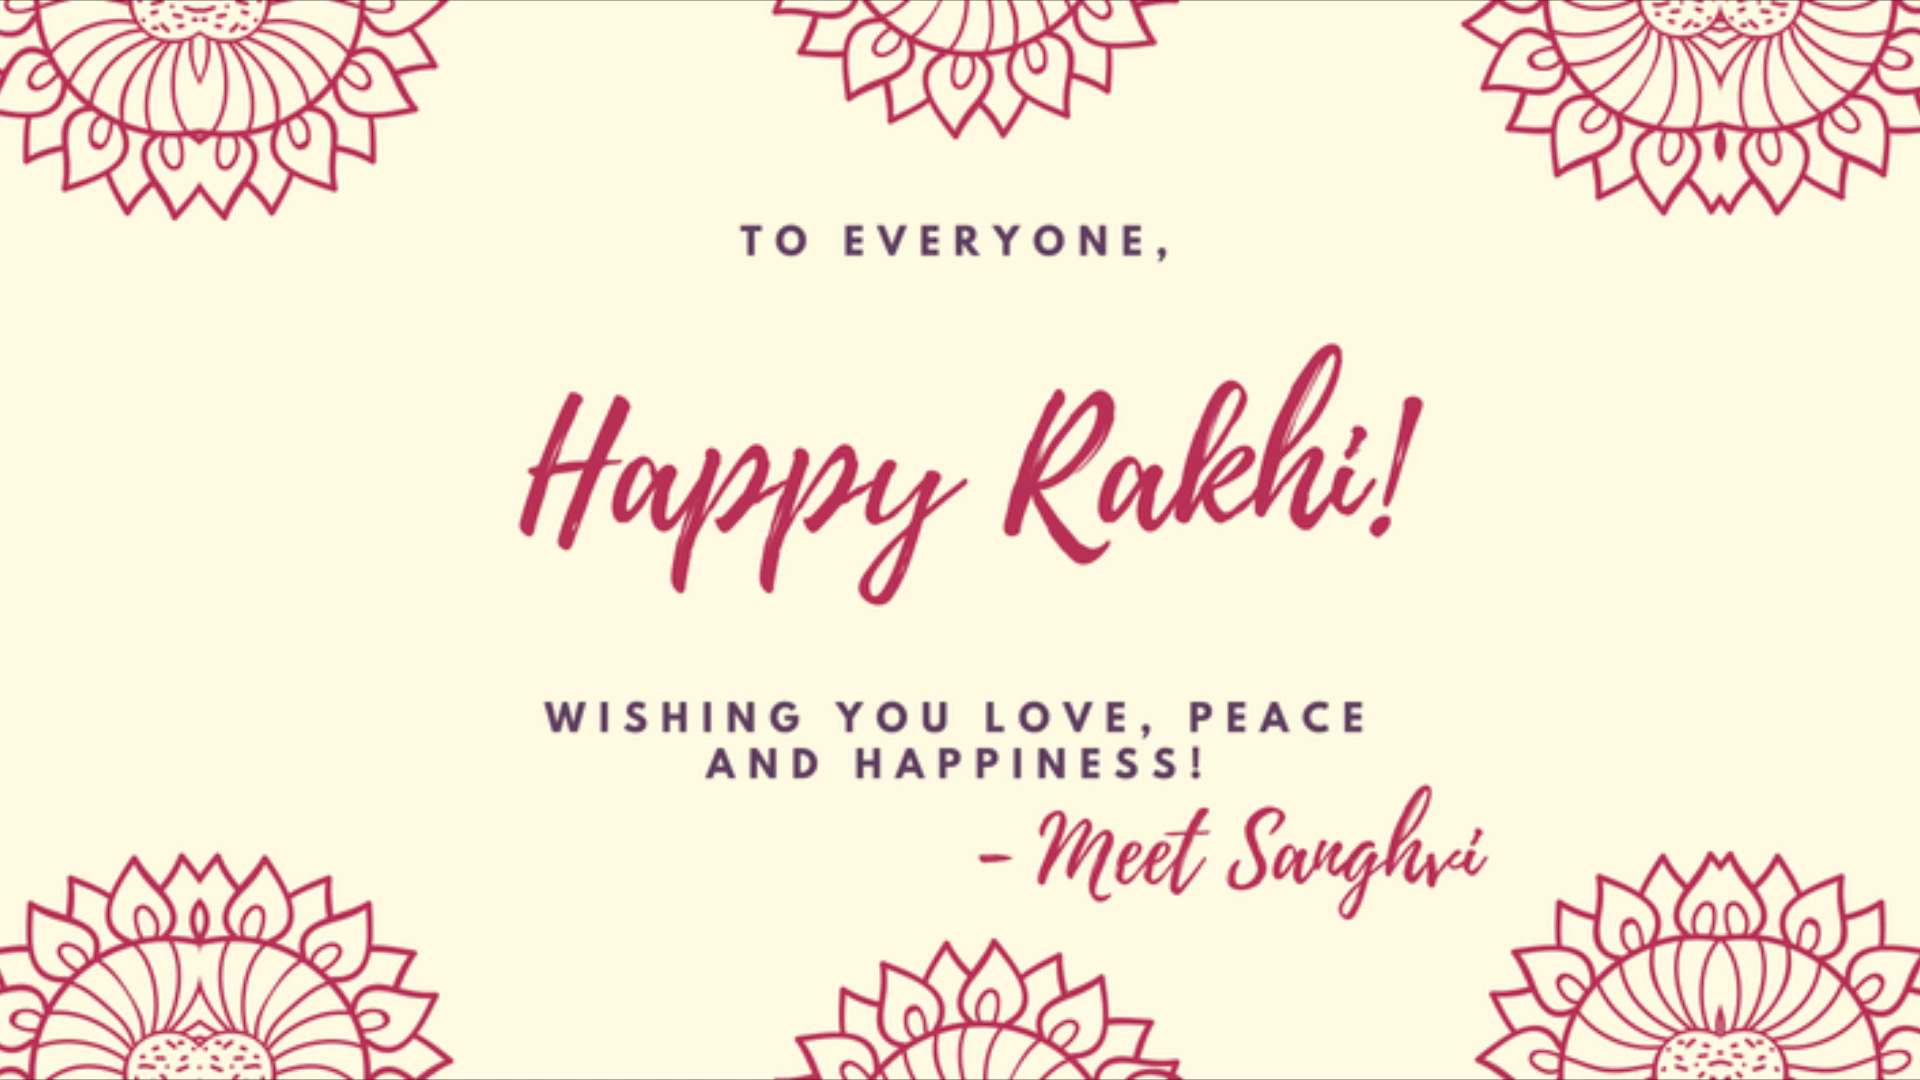 TO EVERYONE,
Happy Rakhi!
WISHING YOU LOVE, PEACE
AND HAPPINESS!
- Meet Sanghvi